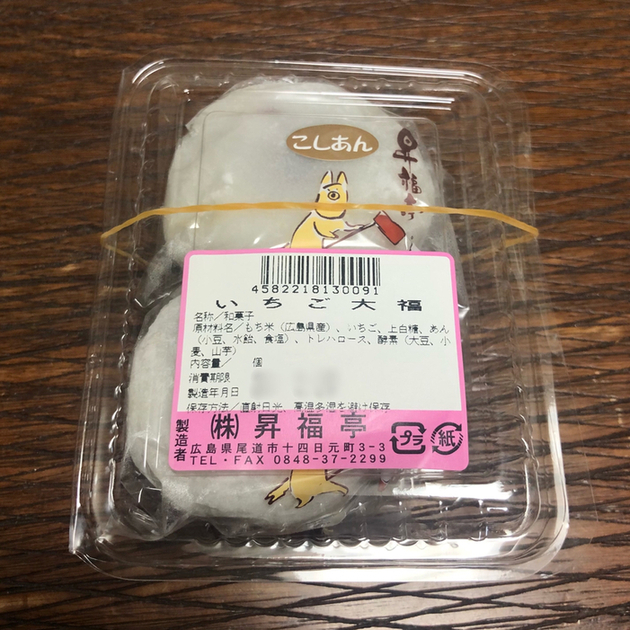 こしあん
昇福亭
4582218130091
いちご大福
名称／和菓子
原材料名／もち米（広島県産）、いちご、上白糖、あん
（小豆、水飴、食塩）、トレハロース、酵素（大豆、小
麦、山芋）
内容量／　個
消費期限
製造年月日
保存方法／直射日光、高温多湿を避け保存
製造者
㈱昇福亭
広島県尾道市十四日元町3-3
TEL・FAX 0848-37-2299
プラ
紙